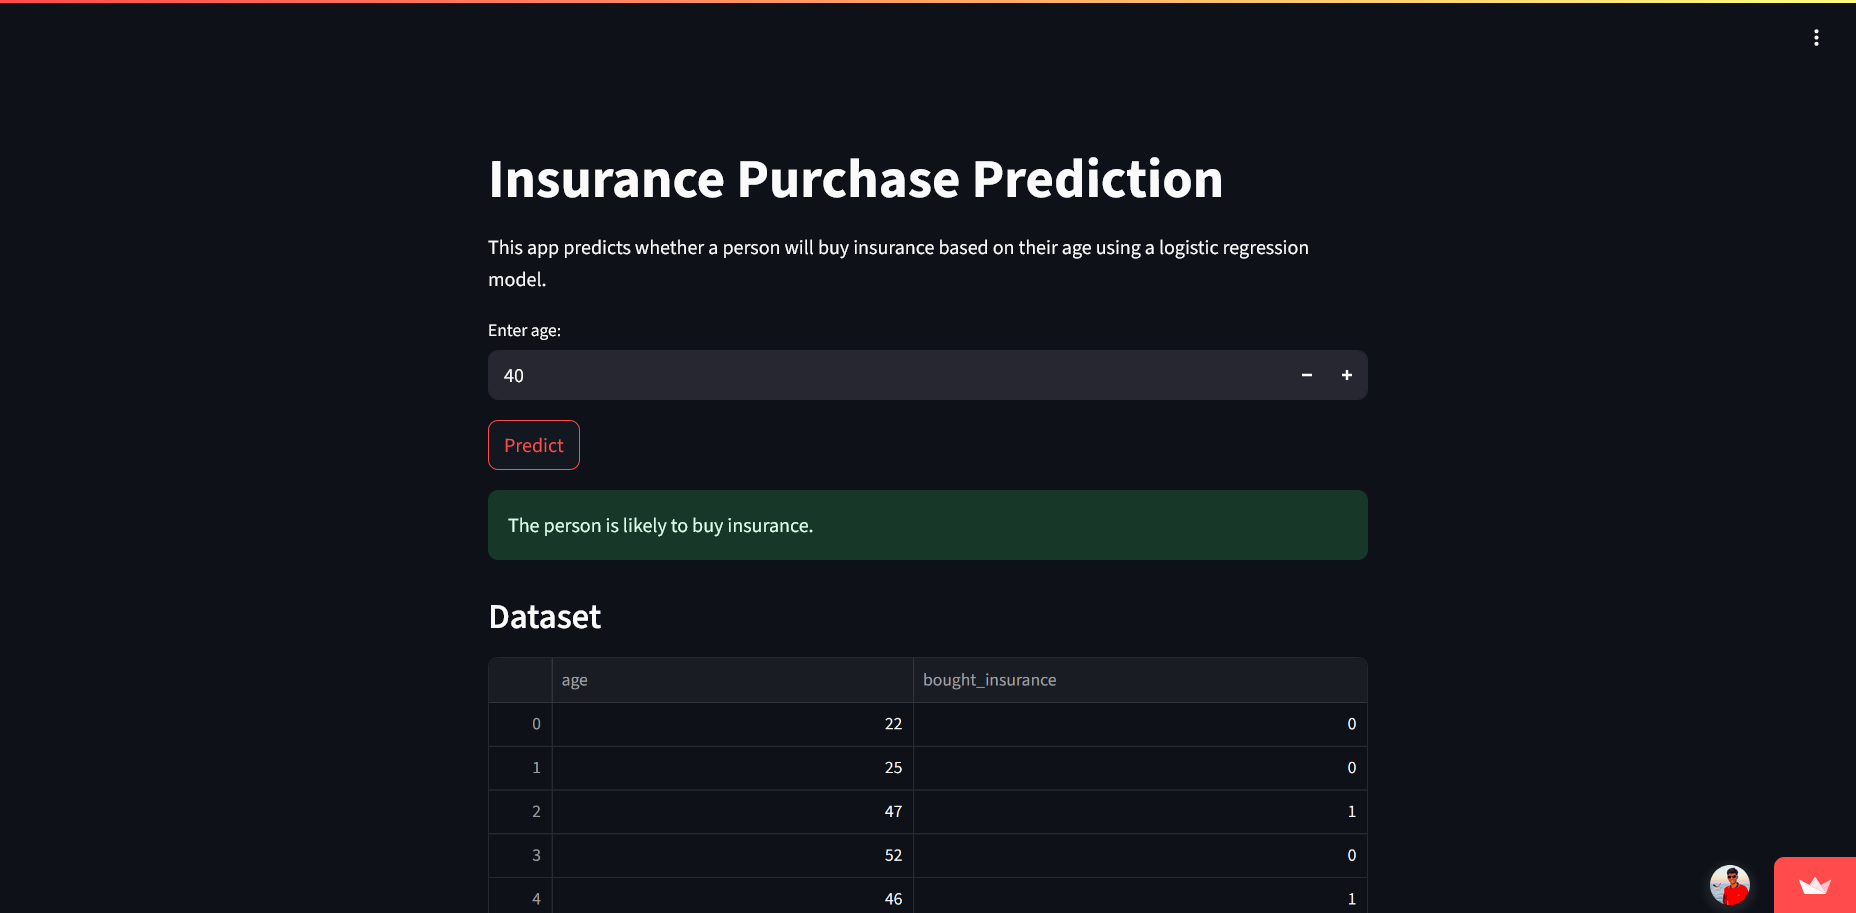 Insurance Purchase Prediction
This app predicts whether a person will buy insurance based on their age using a logistic regression
model.
Enter age:
40
Predict
The person is likely to buy insurance.
Dataset
age bought_insurance
0 22 0
1 25 0
2 47 1
3 52 0
4 46 1